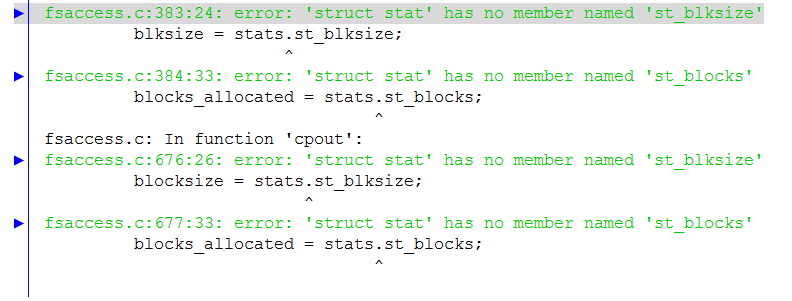 fsaccess.c:383:24: error: 'struct stat' has no member named 'st_blksize'
blksize = stats.st_blksize;
^
fsaccess.c:384:33: error: 'struct stat' has no member named 'st_blocks'
blocks_allocated = stats.st_blocks;
^
fsaccess.c: In function 'cpout':
fsaccess.c:676:26: error: 'struct stat' has no member named 'st_blksize'
blocksize = stats.st_blksize;
^
fsaccess.c:677:33: error: 'struct stat' has no member named 'st_blocks'
blocks_allocated = stats.st_blocks;
^